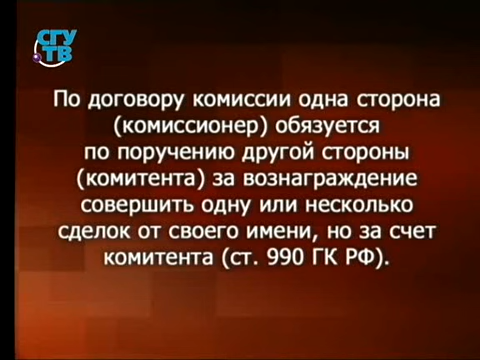 СГУ
ТВ
По договору комиссии одна сторона
(комиссионер) обязуется
по поручению другой стороны
(комитента) за вознаграждение
совершить одну или несколько
сделок от своего имени, но за счет
комитента (ст. 990 ГК РФ).